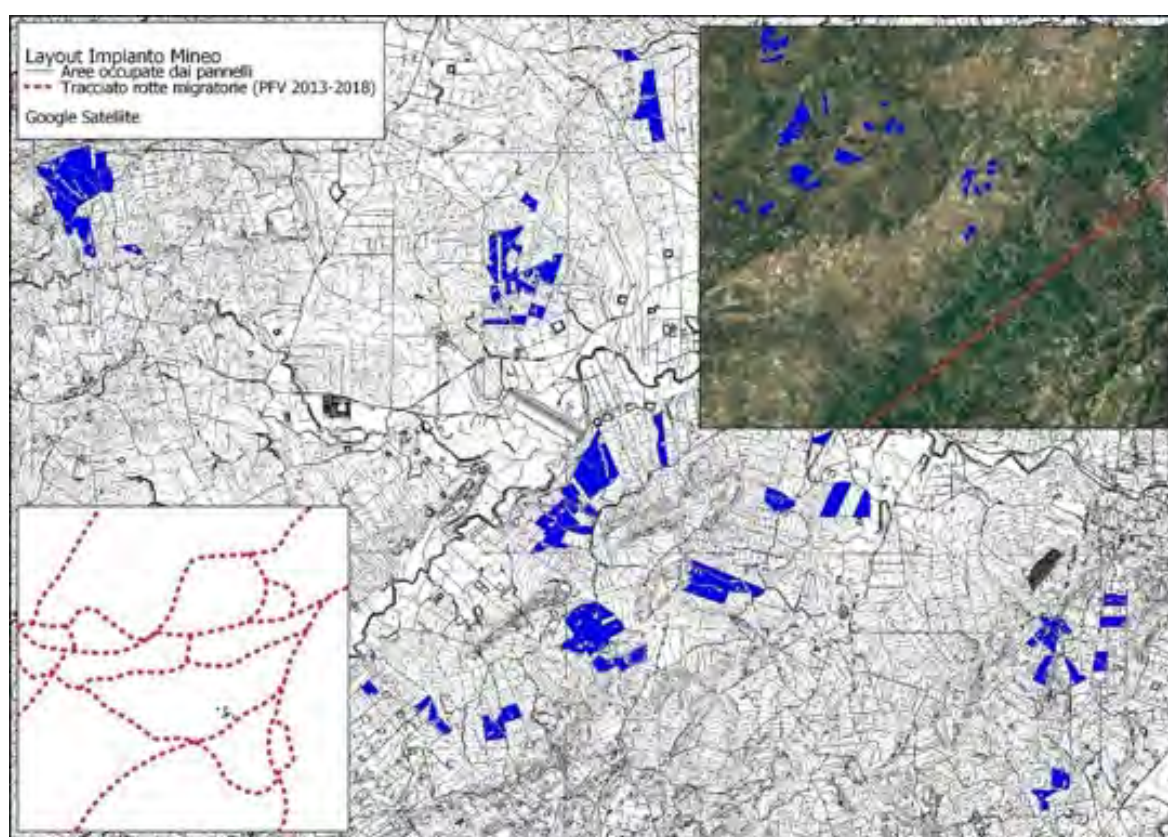 Layout Impianto Mineo
Aree occupate dai pannelli
Tracciato rotte migratorie (PFV 2013-2018)
Google Satellite